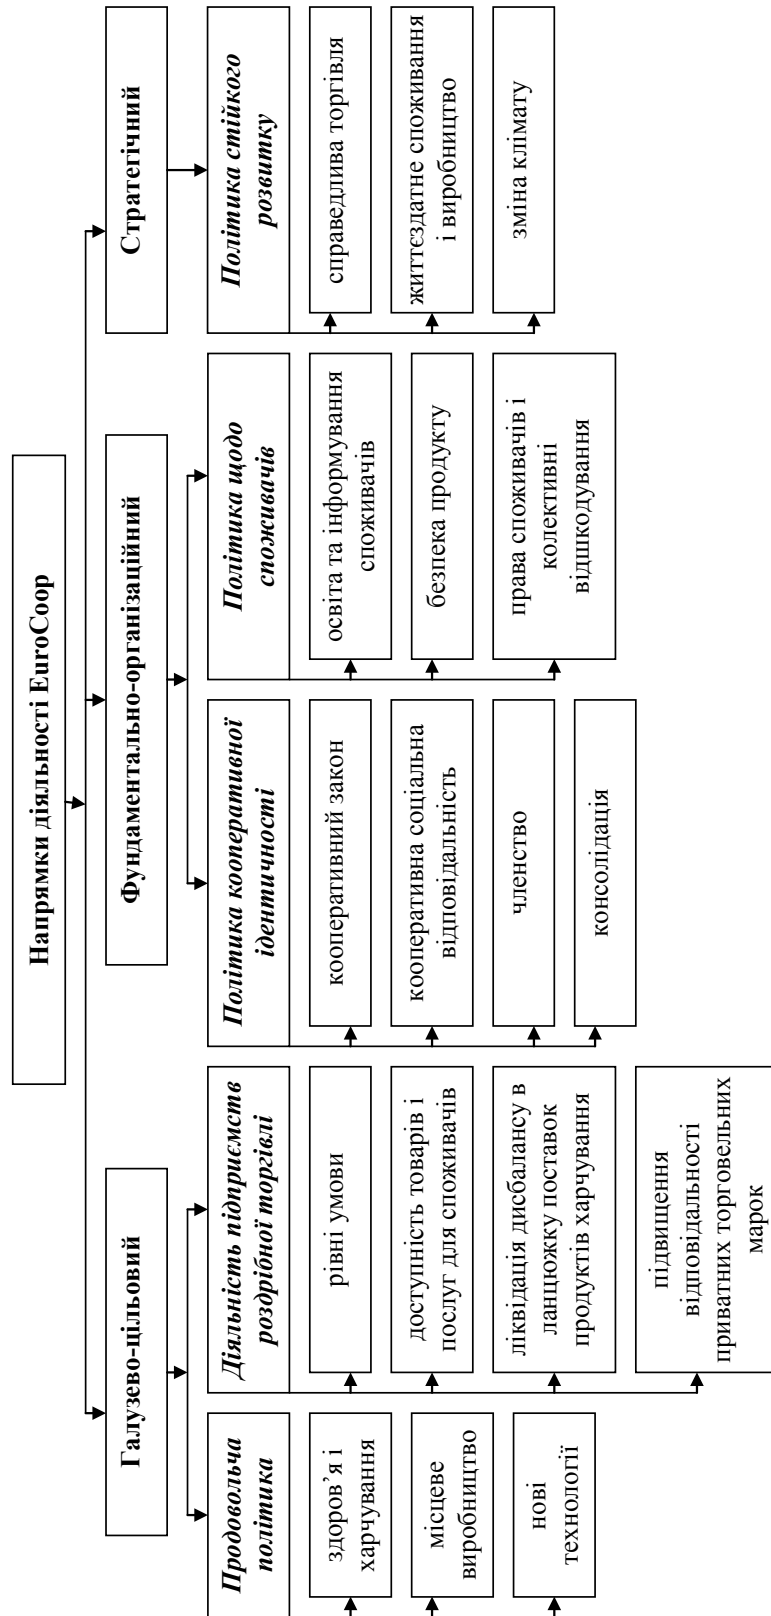 Напрямки діяльності EuroCoop
Галузево-цільовий
Фундаментально-організаційний
Стратегічний
Продовольча
політика
здоров’я і
харчування
місцеве
виробництво
нові
технології
Діяльність підприємств
роздрібної торгівлі
рівні умови
доступність товарів і
послуг для споживачів
ліквідація дисбалансу в
ланцюжку поставок
продуктів харчування
підвищення
відповідальності
приватних торговельних
марок
Політика кооперативної
ідентичності
кооперативний закон
кооперативна соціальна
відповідальність
членство
консолідація
Політика щодо
споживачів
освіта та інформування
споживачів
безпека продукту
права споживачів і
колективні
відшкодування
Політика стійкого
розвитку
справедлива торгівля
життєздатне споживання
і виробництво
зміна клімату